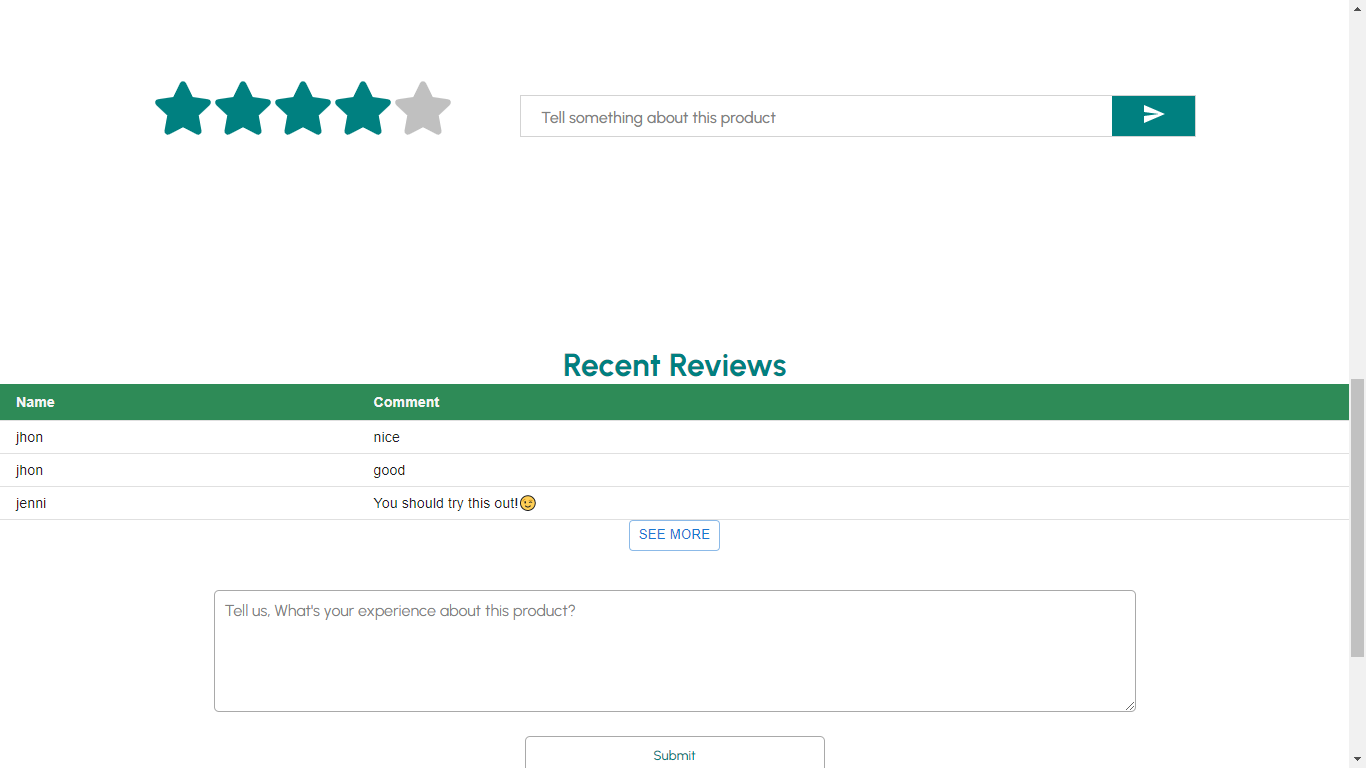 Tell something about this product
Recent Reviews
Name Comment
jhon nice
jhon good
jenni You should try this out!😉
SEE MORE
Tell us, What's your experience about this product?
Submit